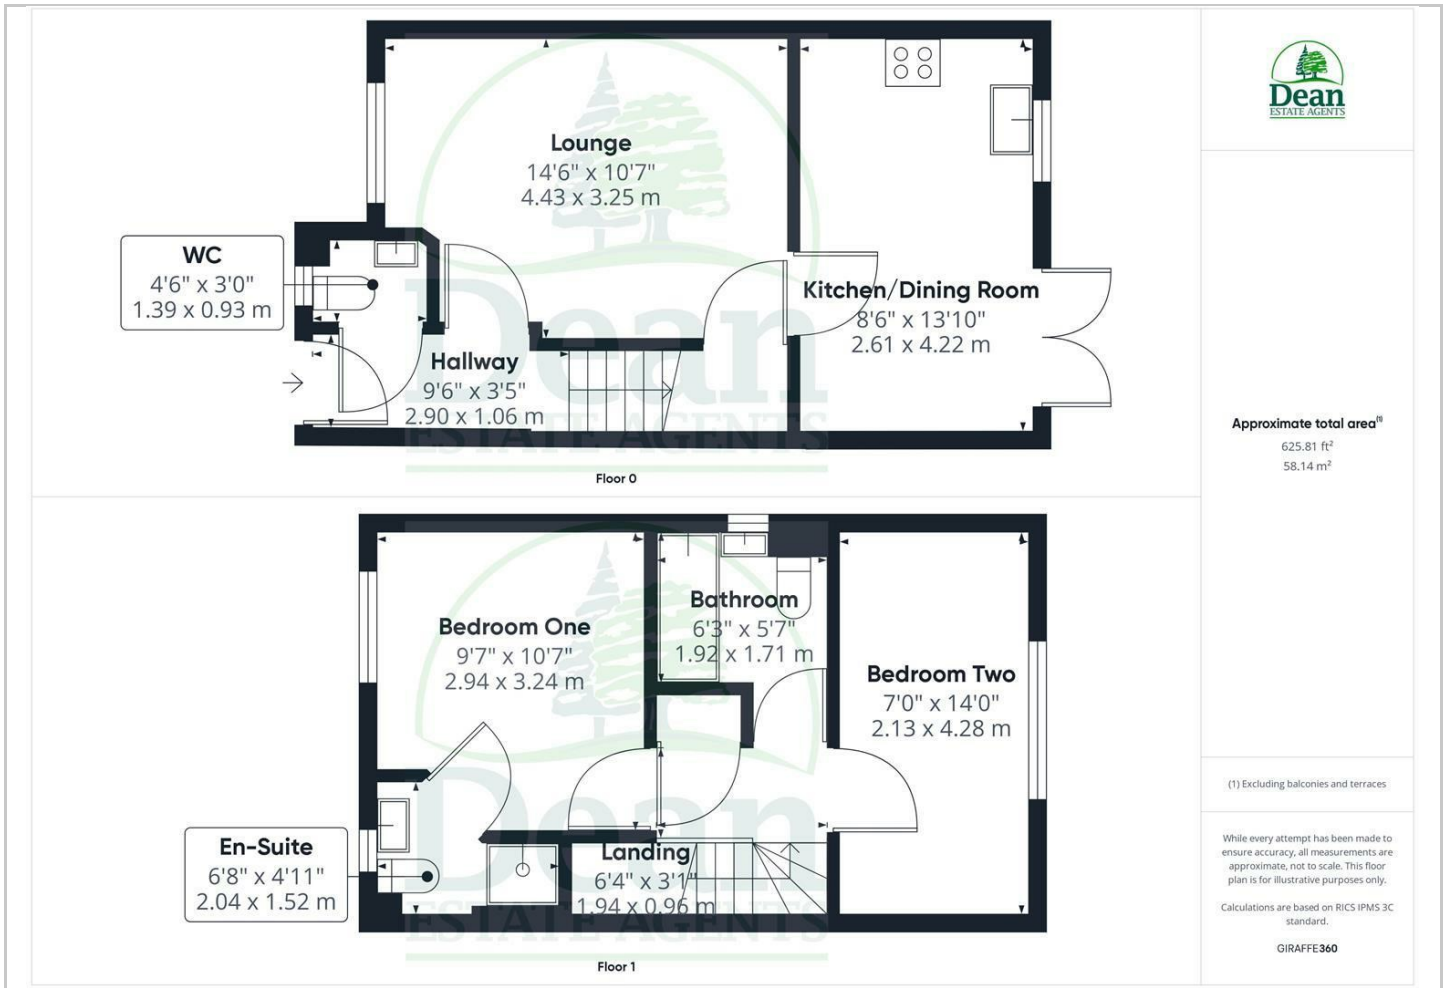 Lounge
14'6" x 10'7"
4.43 x 3.25 m
WC
4'6" x 3'0"
1.39 x 0.93 m
Kitchen/Dining Room
8'6" x 13'10"
2.61 x 4.22 m
Hallway
9'6" x 3'5"
2.90 x 1.06 m
Dean
ESTATE AGENTS
Floor 0
Bedroom One
9'7" x 10'7"
2.94 x 3.24 m
Bathroom
6'3" x 5'7"
1.92 x 1.71 m
Bedroom Two
7'0" x 14'0"
2.13 x 4.28 m
En-Suite
6'8" x 4'11"
2.04 x 1.52 m
Landing
6'4" x 3'1"
1.94 x 0.96 m
Dean
ESTATE AGENTS
Floor 1
Dean
ESTATE AGENTS
Approximate total area(1)
625.81 ft²
58.14 m²
(1) Excluding balconies and terraces
While every attempt has been made to
ensure accuracy, all measurements are
approximate, not to scale. This floor
plan is for illustrative purposes only.
Calculations are based on RICS IPMS 3C
standard.
GIRAFFE360